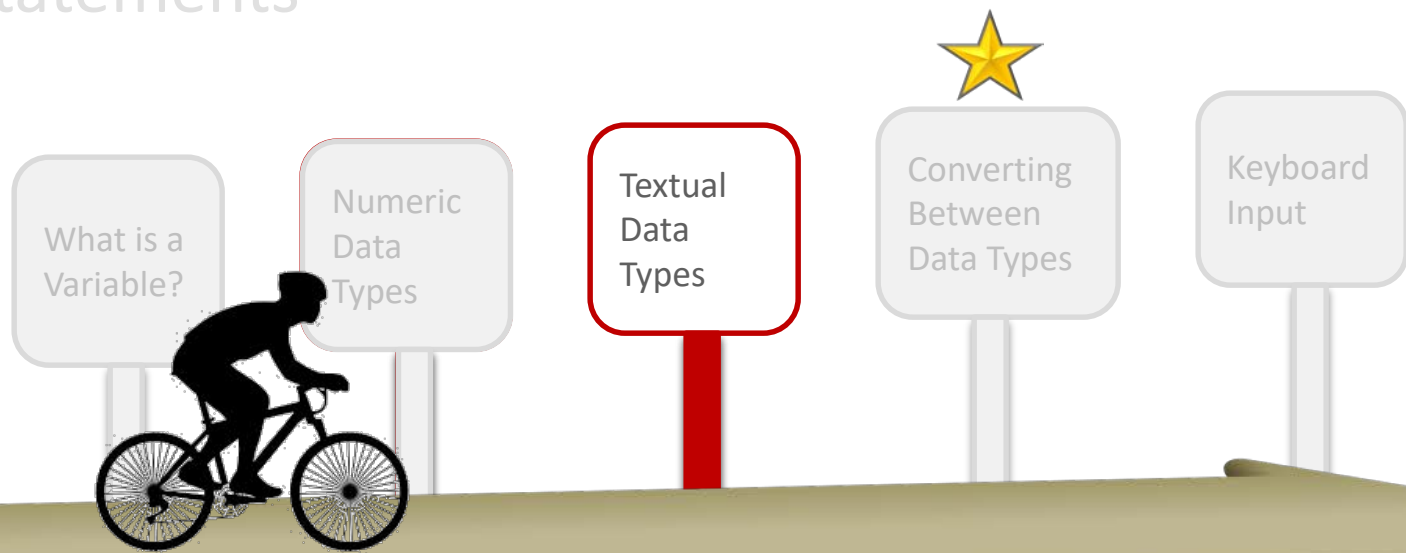 What is a
Variable?
Numeric
Data
Types
Textual
Data
Types
Converting
Between
Data Types
Keyboard
Input